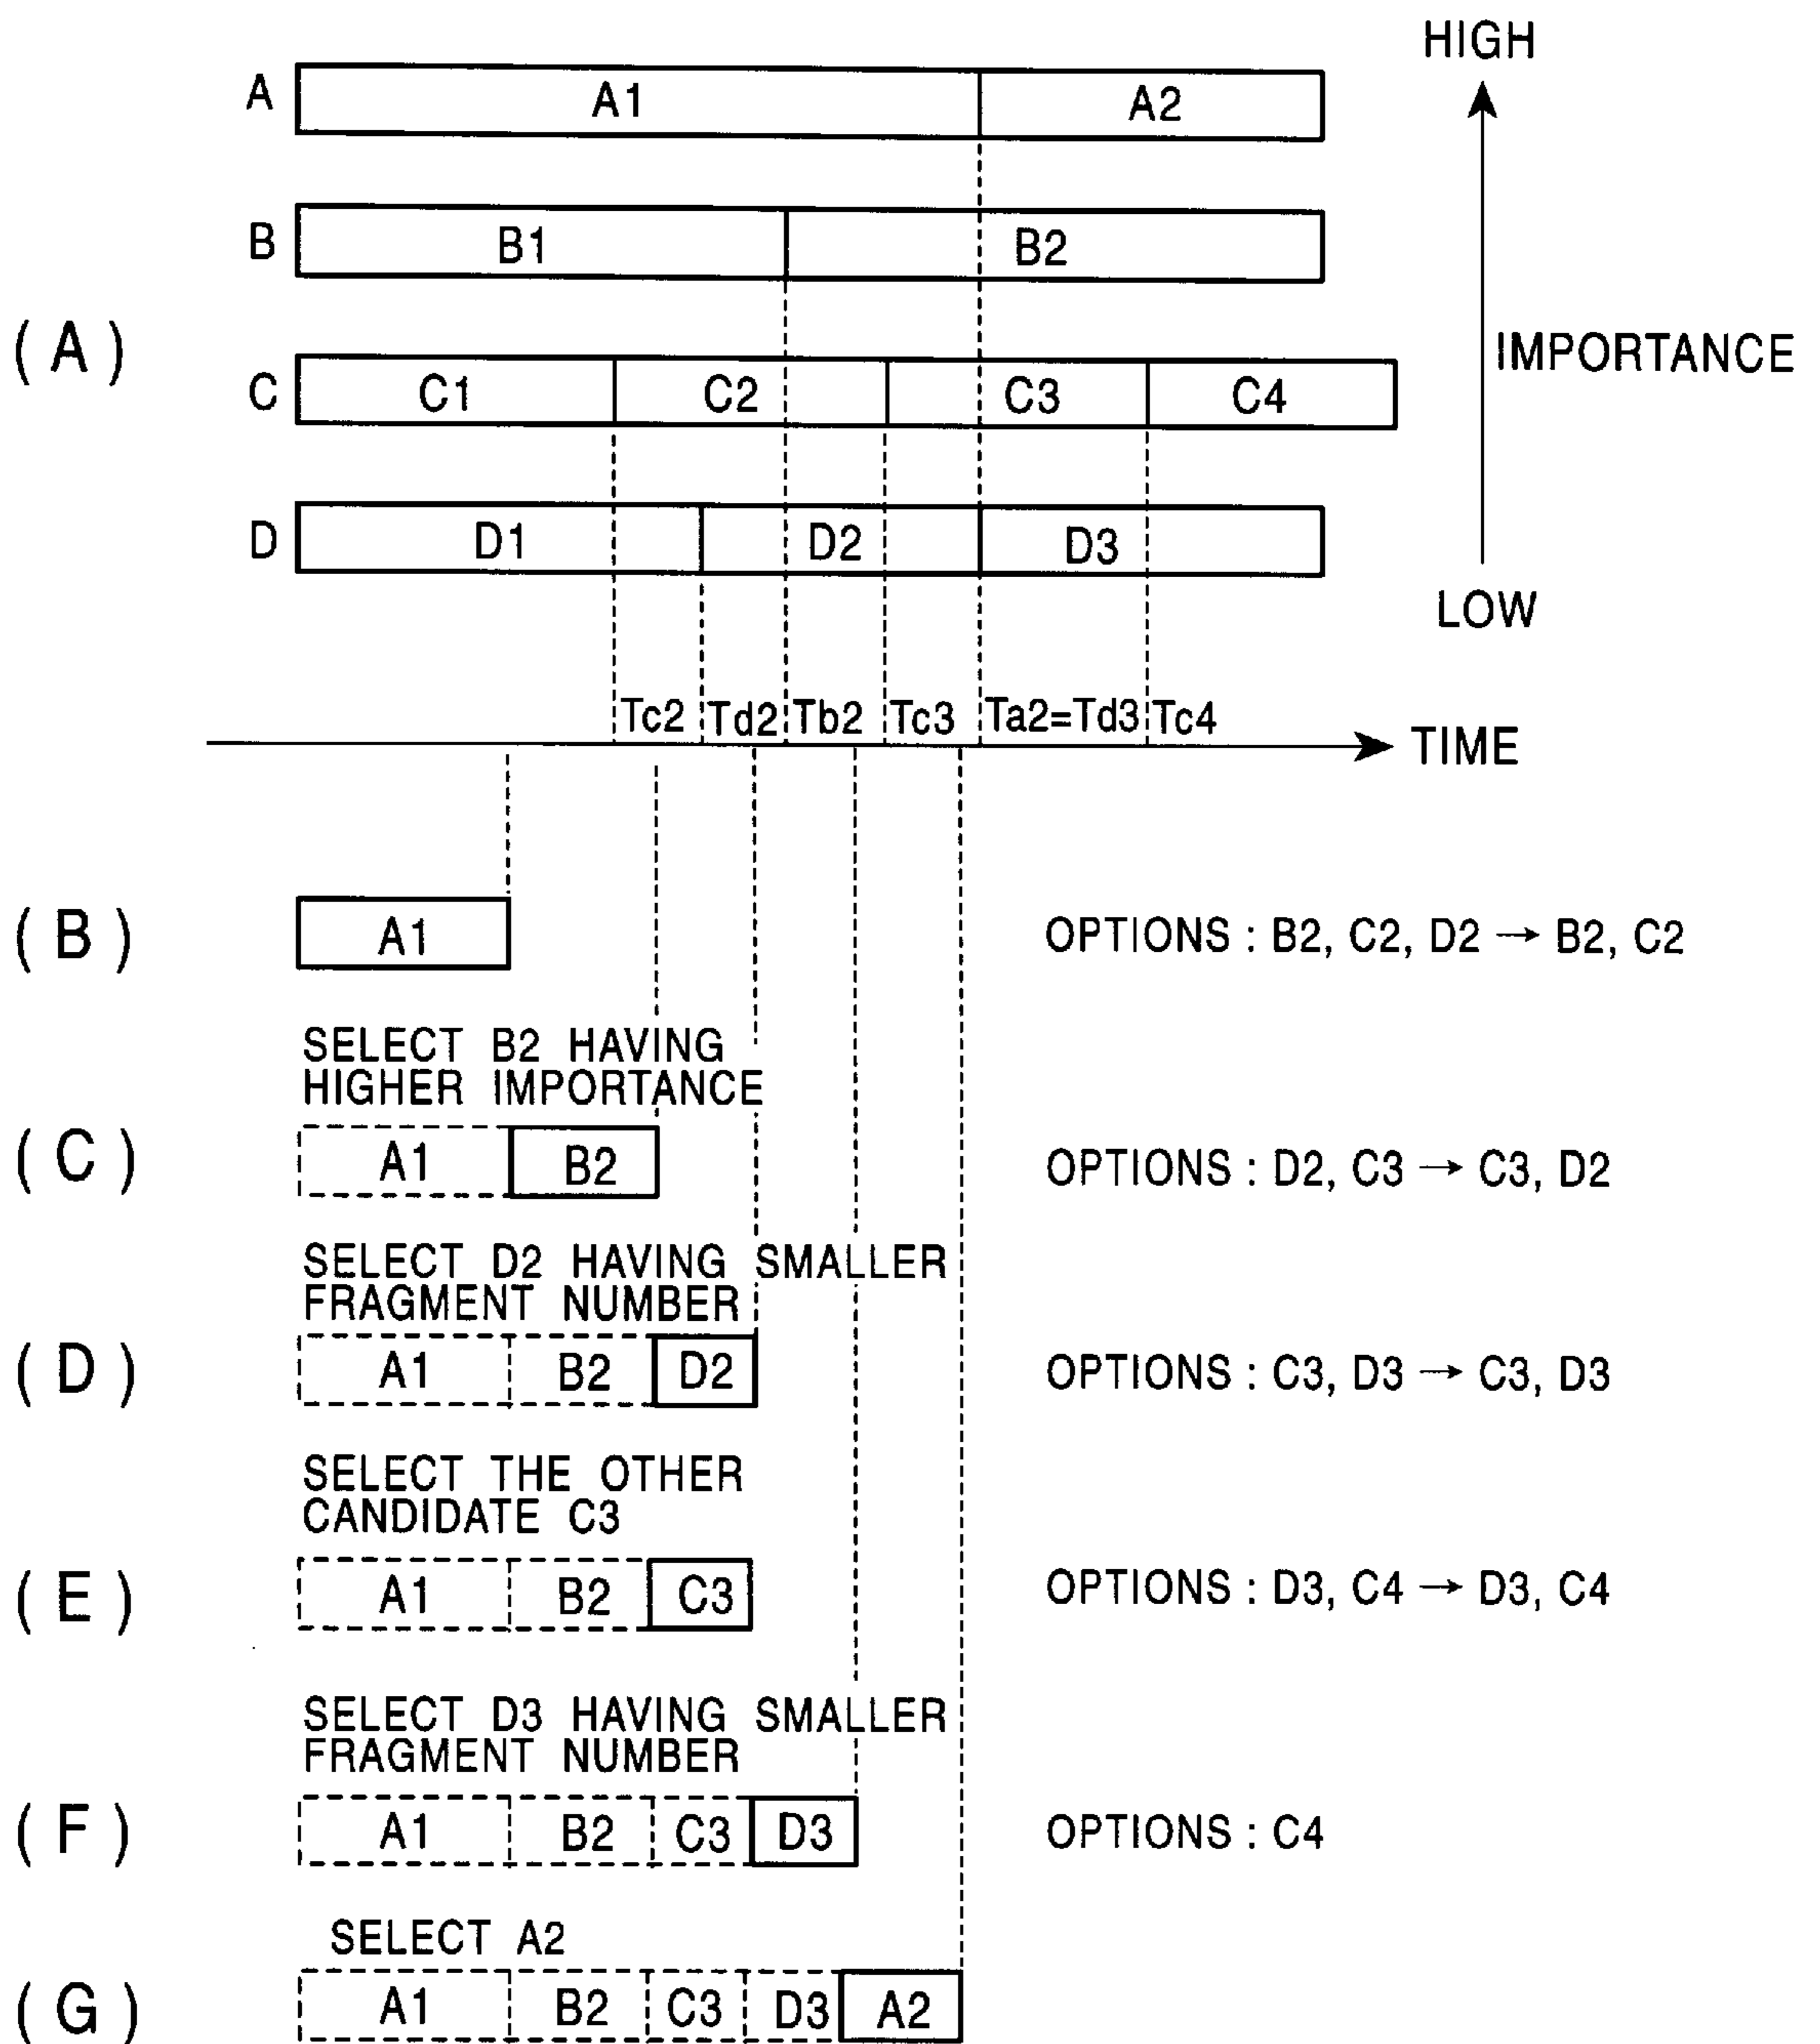 HIGH
A A1 A2
B B1 B2
( A )
IMPORTANCE
C C1 C2 C3 C4
D D1 D2 D3
LOW
Tc2 Td2 Tb2 Tc3 Ta2=Td3 Tc4
TIME
( B ) A1 OPTIONS : B2, C2, D2 → B2, C2
SELECT B2 HAVING
HIGHER IMPORTANCE
( C ) A1 B2 OPTIONS : D2, C3 → C3, D2
SELECT D2 HAVING SMALLER
FRAGMENT NUMBER
( D ) A1 B2 D2 OPTIONS : C3, D3 → C3, D3
SELECT THE OTHER
CANDIDATE C3
( E ) A1 B2 C3 OPTIONS : D3, C4 → D3, C4
SELECT D3 HAVING SMALLER
FRAGMENT NUMBER
( F ) A1 B2 C3 D3 OPTIONS : C4
SELECT A2
( G ) A1 B2 C3 D3 A2